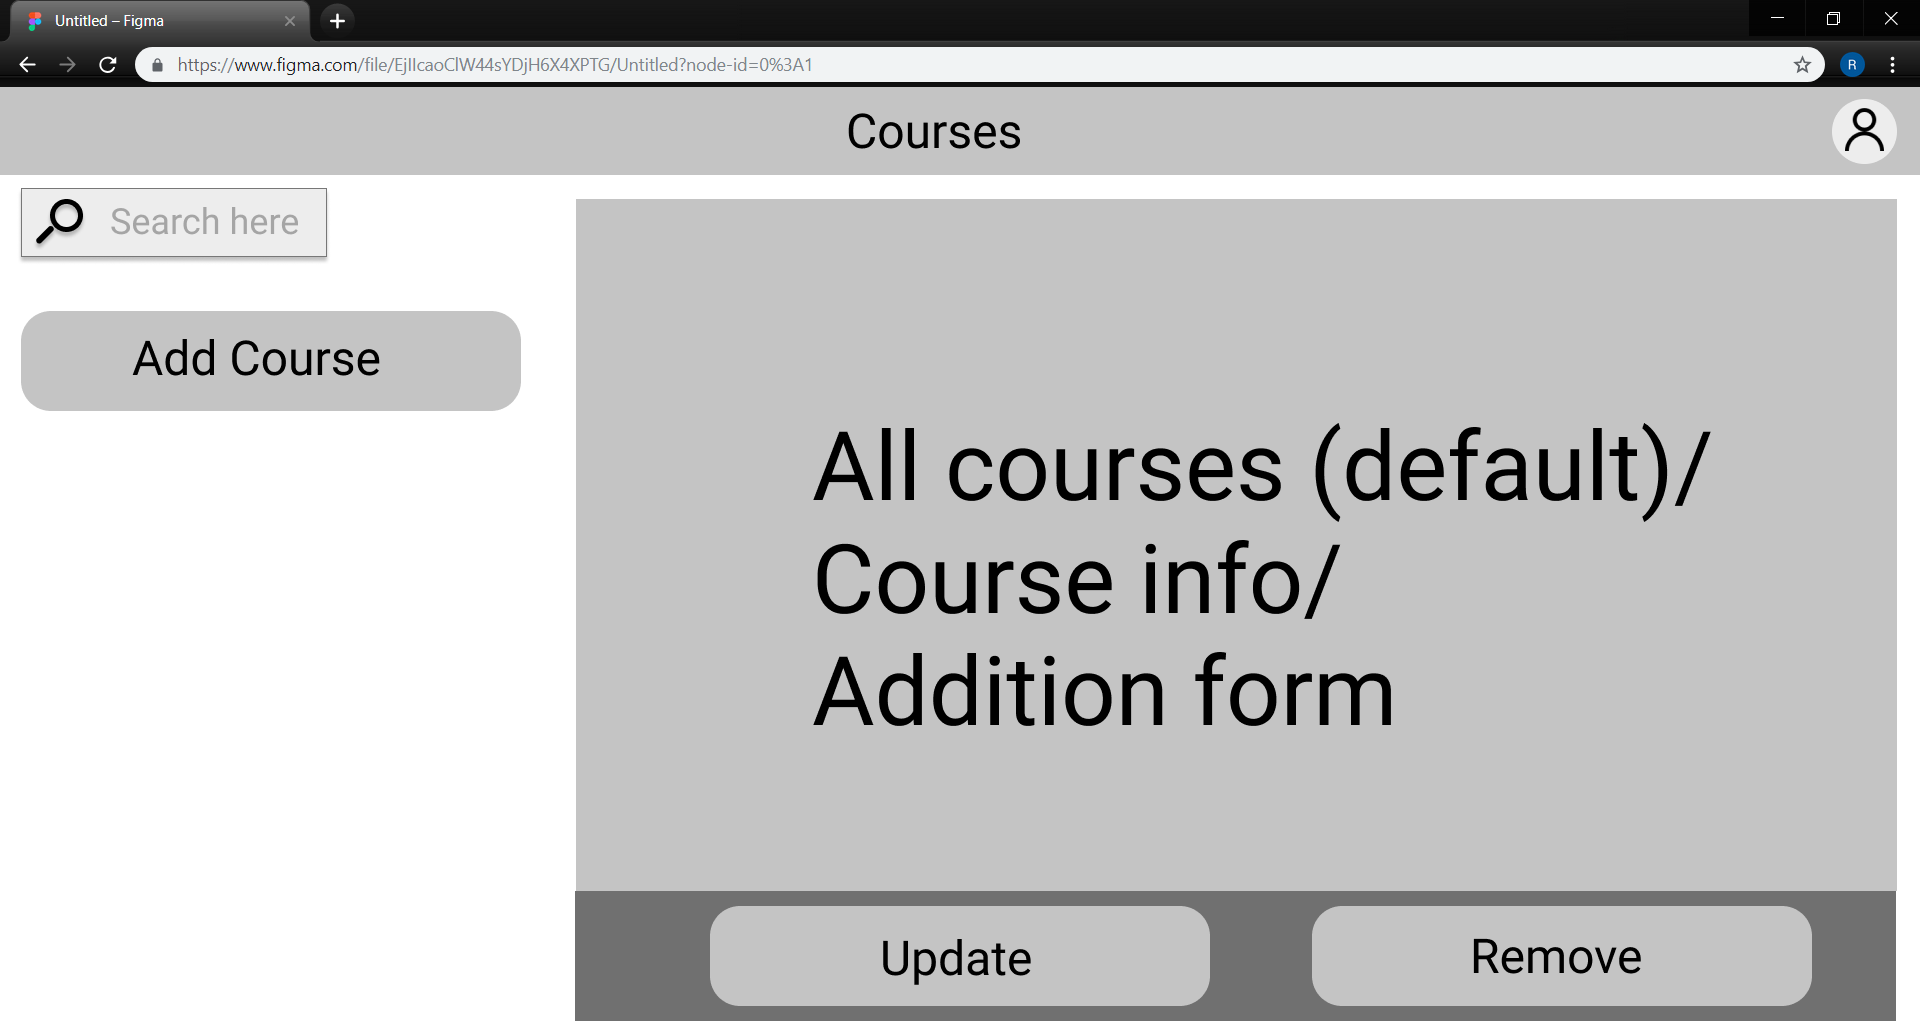 Untitled – Figma
https://www.figma.com/file/EjIIcaoClW44sYDjH6X4XPTG/Untitled?node-id=0%3A1
R
Courses
Search here
Add Course
All courses (default)/
Course info/
Addition form
Update
Remove